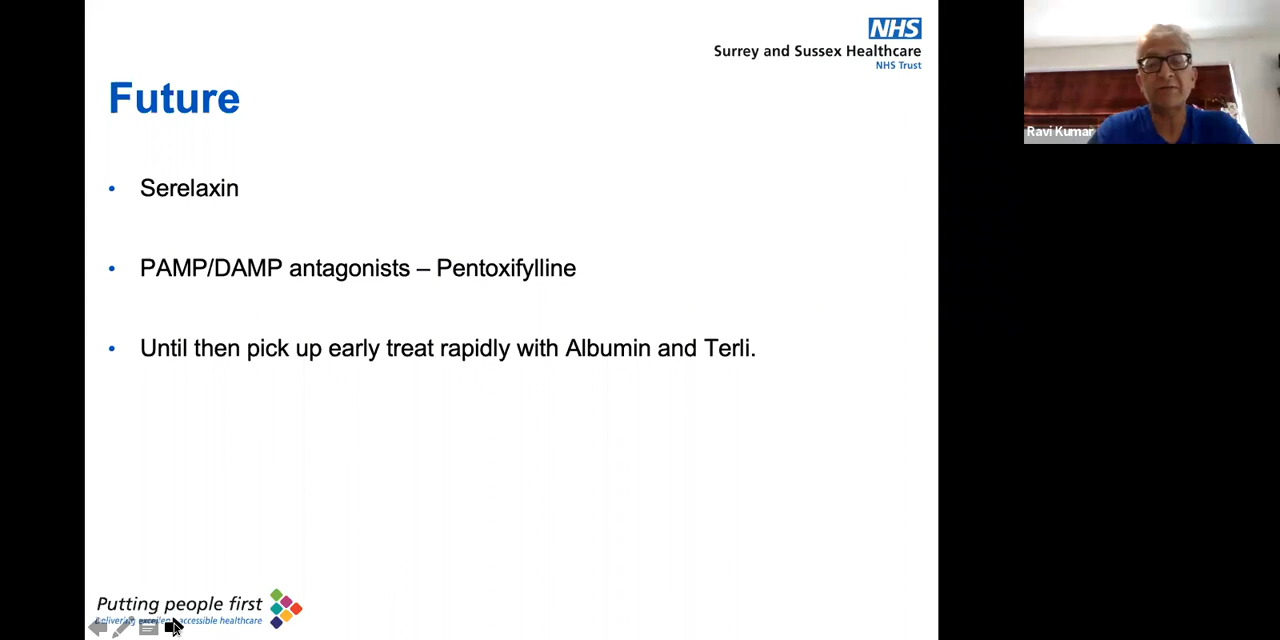 NHS
Surrey and Sussex Healthcare
NHS Trust
Future
• Serelaxin
• PAMP/DAMP antagonists – Pentoxifylline
• Until then pick up early treat rapidly with Albumin and Terli.
Putting people first
Delivering excellent accessible healthcare
Ravi Kumar